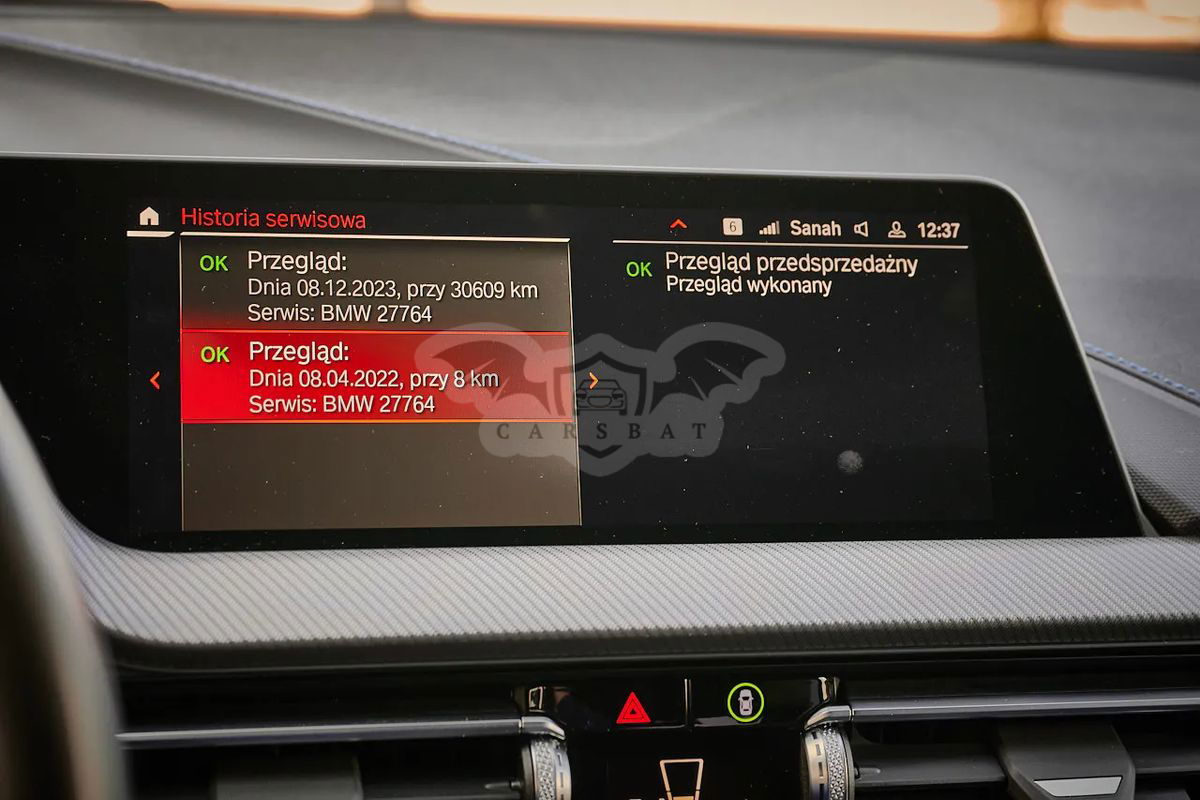 Historia serwisowa
6 Sanah 12:37
OK Przegląd:
Dnia 08.12.2023, przy 30609 km
Serwis: BMW 27764
OK Przegląd:
Dnia 08.04.2022, przy 8 km
Serwis: BMW 27764
OK Przegląd przedsprzedażny
Przegląd wykonany
CARSBAT